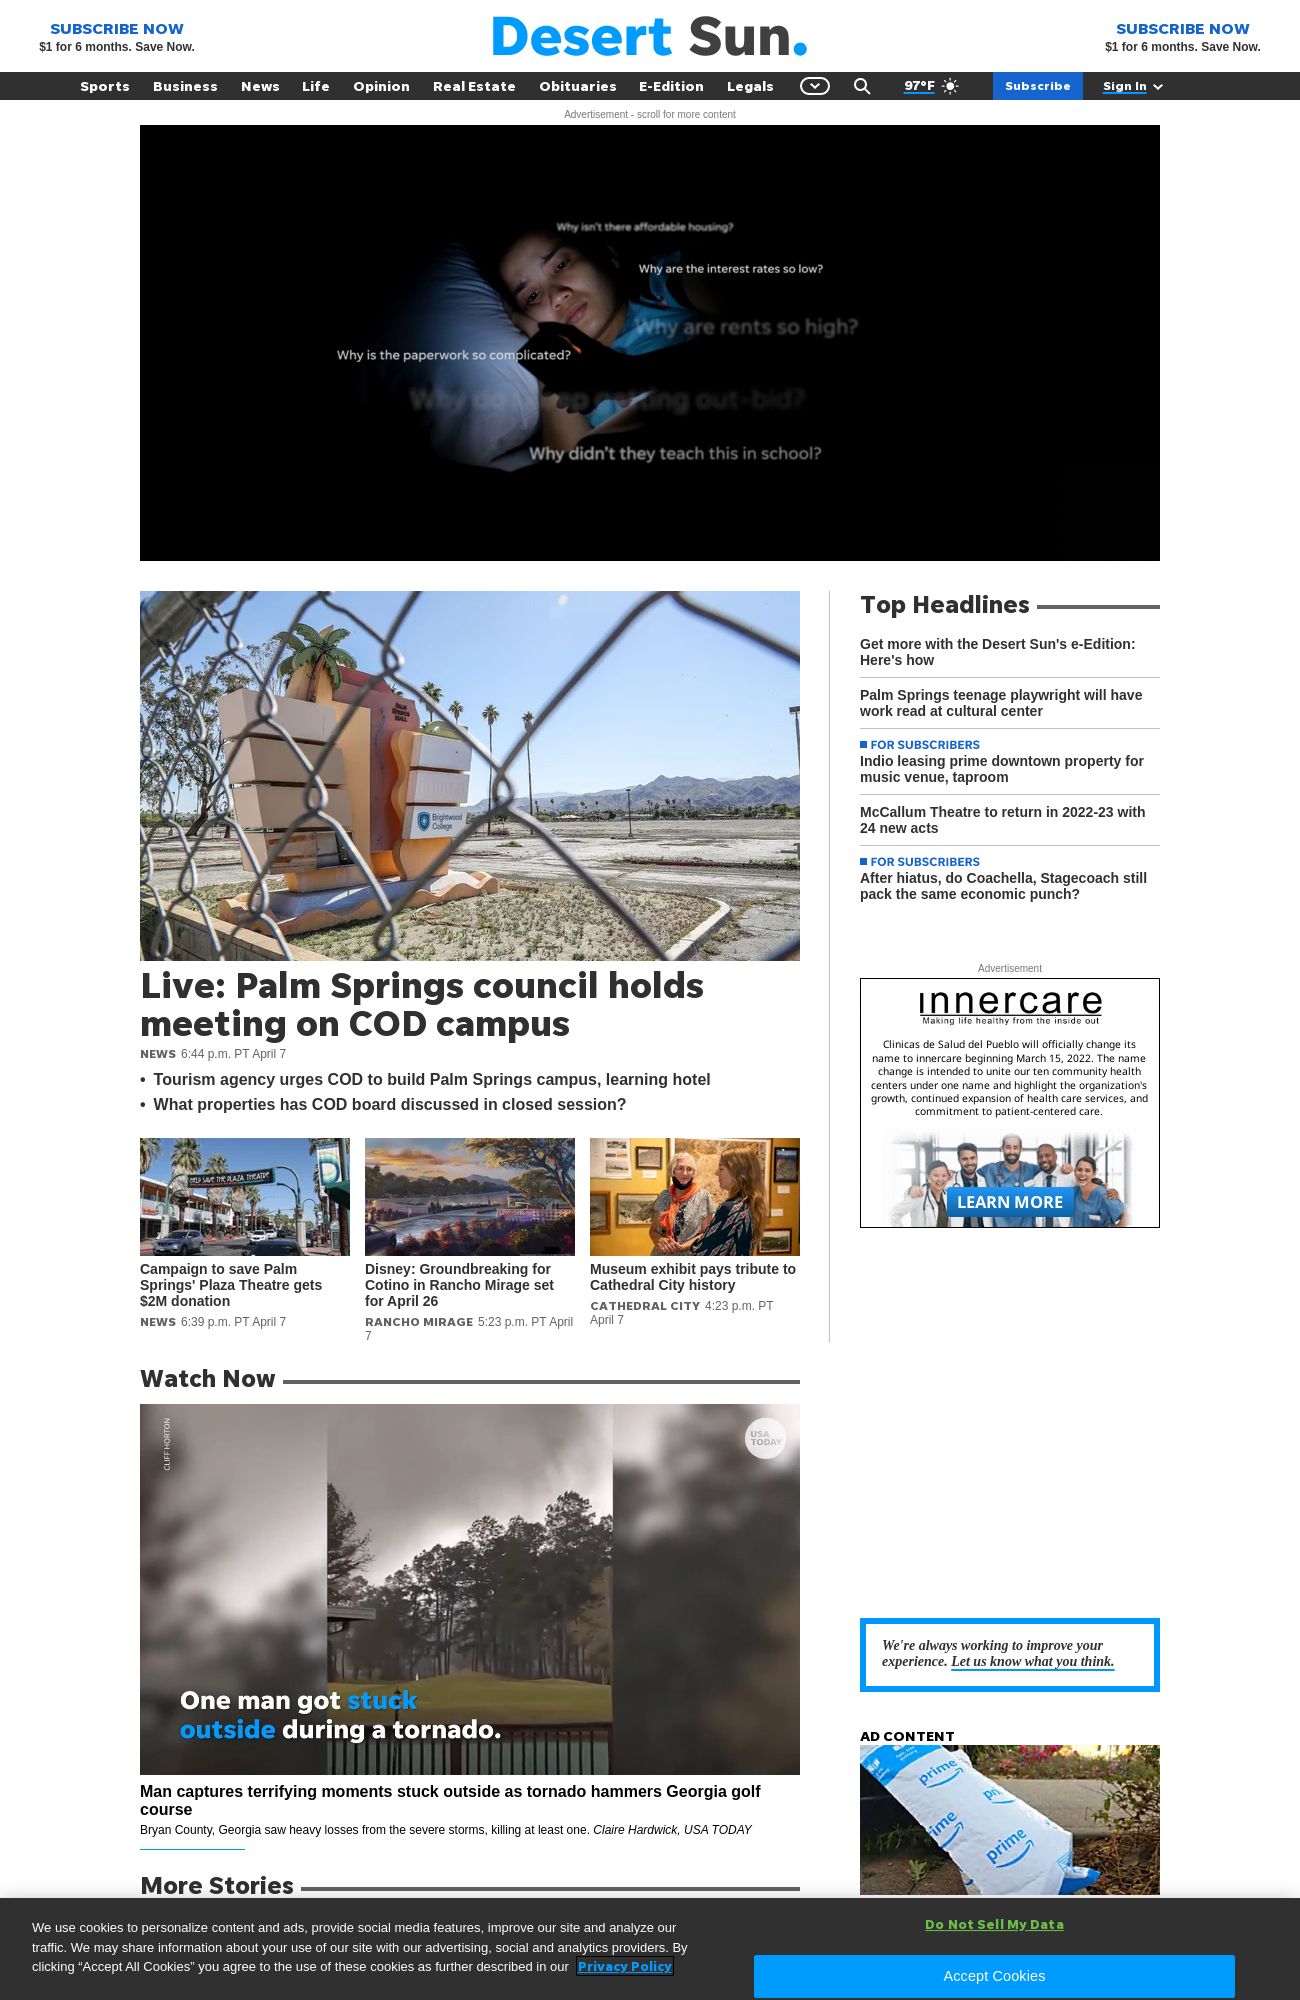 SUBSCRIBE NOW
$1 for 6 months. Save Now.
Desert Sun.
SUBSCRIBE NOW
$1 for 6 months. Save Now.
Sports Business News Life Opinion Real Estate Obituaries E-Edition Legals 97°F Subscribe Sign In
Advertisement - scroll for more content
Why isn't there affordable housing?
Why are the interest rates so low?
Why are rents so high?
Why is the paperwork so complicated?
Why do I keep getting out-bid?
Why didn't they teach this in school?
PALM SPRINGS MALL
Brightwood College
Live: Palm Springs council holds
meeting on COD campus
NEWS 6:44 p.m. PT April 7
• Tourism agency urges COD to build Palm Springs campus, learning hotel
• What properties has COD board discussed in closed session?
HELP SAVE THE PLAZA THEATRE
Campaign to save Palm
Springs' Plaza Theatre gets
$2M donation
NEWS 6:39 p.m. PT April 7
Disney: Groundbreaking for
Cotino in Rancho Mirage set
for April 26
RANCHO MIRAGE 5:23 p.m. PT April
7
Museum exhibit pays tribute to
Cathedral City history
CATHEDRAL CITY 4:23 p.m. PT
April 7
Top Headlines
Get more with the Desert Sun's e-Edition:
Here's how
Palm Springs teenage playwright will have
work read at cultural center
FOR SUBSCRIBERS
Indio leasing prime downtown property for
music venue, taproom
McCallum Theatre to return in 2022-23 with
24 new acts
FOR SUBSCRIBERS
After hiatus, do Coachella, Stagecoach still
pack the same economic punch?
Advertisement
innercare
Making life healthy from the inside out
Clinicas de Salud del Pueblo will officially change its
name to innercare beginning March 15, 2022. The name
change is intended to unite our ten community health
centers under one name and highlight the organization's
growth, continued expansion of health care services, and
commitment to patient-centered care.
LEARN MORE
Watch Now
CLIFF HORTON
USA TODAY
One man got stuck
outside during a tornado.
Man captures terrifying moments stuck outside as tornado hammers Georgia golf
course
Bryan County, Georgia saw heavy losses from the severe storms, killing at least one. Claire Hardwick, USA TODAY
We're always working to improve your
experience. Let us know what you think.
AD CONTENT
prime
prime
prime
prime
More Stories
We use cookies to personalize content and ads, provide social media features, improve our site and analyze our
traffic. We may share information about your use of our site with our advertising, social and analytics providers. By
clicking “Accept All Cookies” you agree to the use of these cookies as further described in our Privacy Policy
Do Not Sell My Data
Accept Cookies